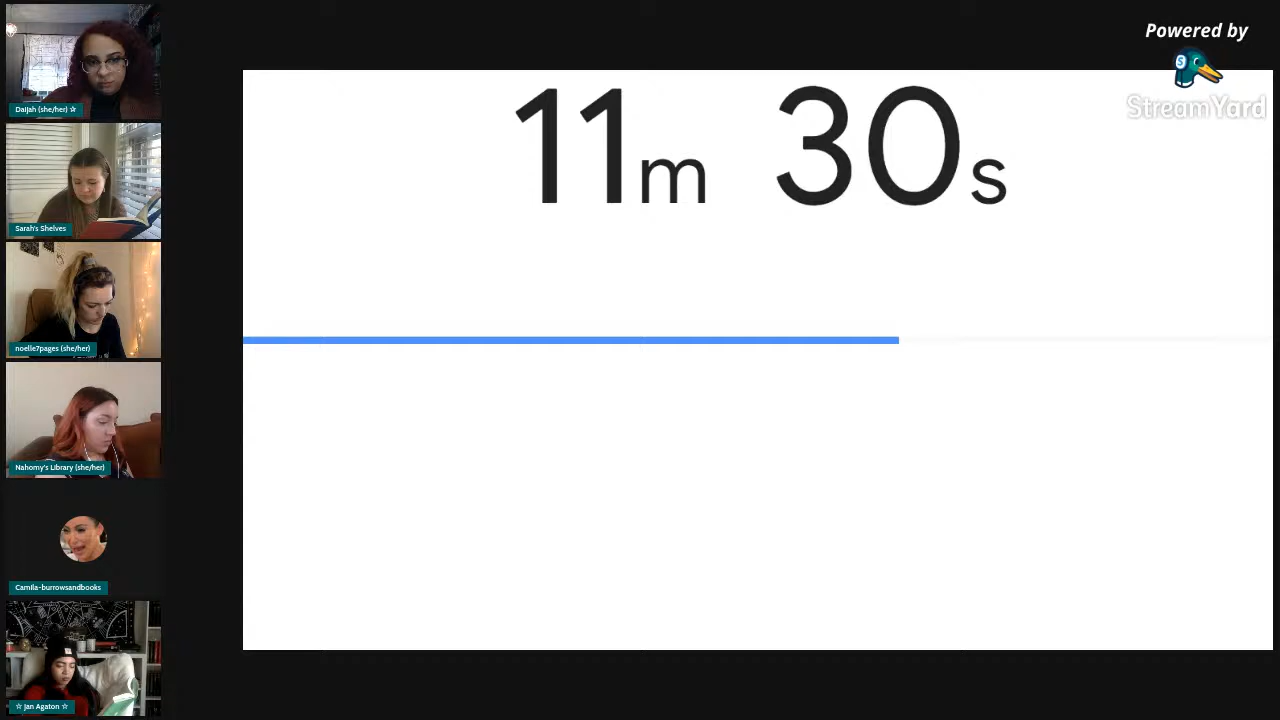 Powered by
StreamYard
11m 30s
Daijah (she/her) ☆
Sarah's Shelves
noelle7pages (she/her)
Nahomy's Library (she/her)
Camila-burrowsandbooks
☆ Jan Agaton ☆